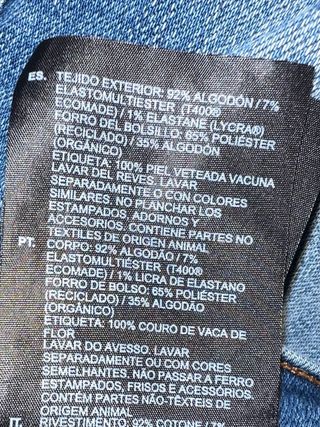 ES. TEJIDO EXTERIOR: 92% ALGODÓN / 7%
ELASTOMULTIESTER (T400®
ECOMADE) / 1% ELASTANE (LYCRA®)
FORRO DEL BOLSILLO: 65% POLIÉSTER
(RECICLADO) / 35% ALGODÓN
(ORGÁNICO)
ETIQUETA: 100% PIEL VETEADA VACUNA
LAVAR DEL REVES. LAVAR
SEPARADAMENTE O CON COLORES
SIMILARES. NO PLANCHAR LOS
ESTAMPADOS, ADORNOS Y
ACCESORIOS. CONTIENE PARTES NO
TEXTILES DE ORIGEN ANIMAL
PT. CORPO: 92% ALGODÃO / 7%
ELASTOMULTIÉSTER (T400®
ECOMADE) / 1% LICRA DE ELASTANO
FORRO DE BOLSO: 65% POLIÉSTER
(RECICLADO) / 35% ALGODÃO
(ORGÂNICO)
ETIQUETA: 100% COURO DE VACA DE
FLOR
LAVAR DO AVESSO. LAVAR
SEPARADAMENTE OU COM CORES
SEMELHANTES. NÃO PASSAR A FERRO
ESTAMPADOS, FRISOS E ACESSÓRIOS.
CONTÉM PARTES NÃO-TÊXTEIS DE
ORIGEM ANIMAL
IT. RIVESTIMENTO: 92% COTONE / 7%